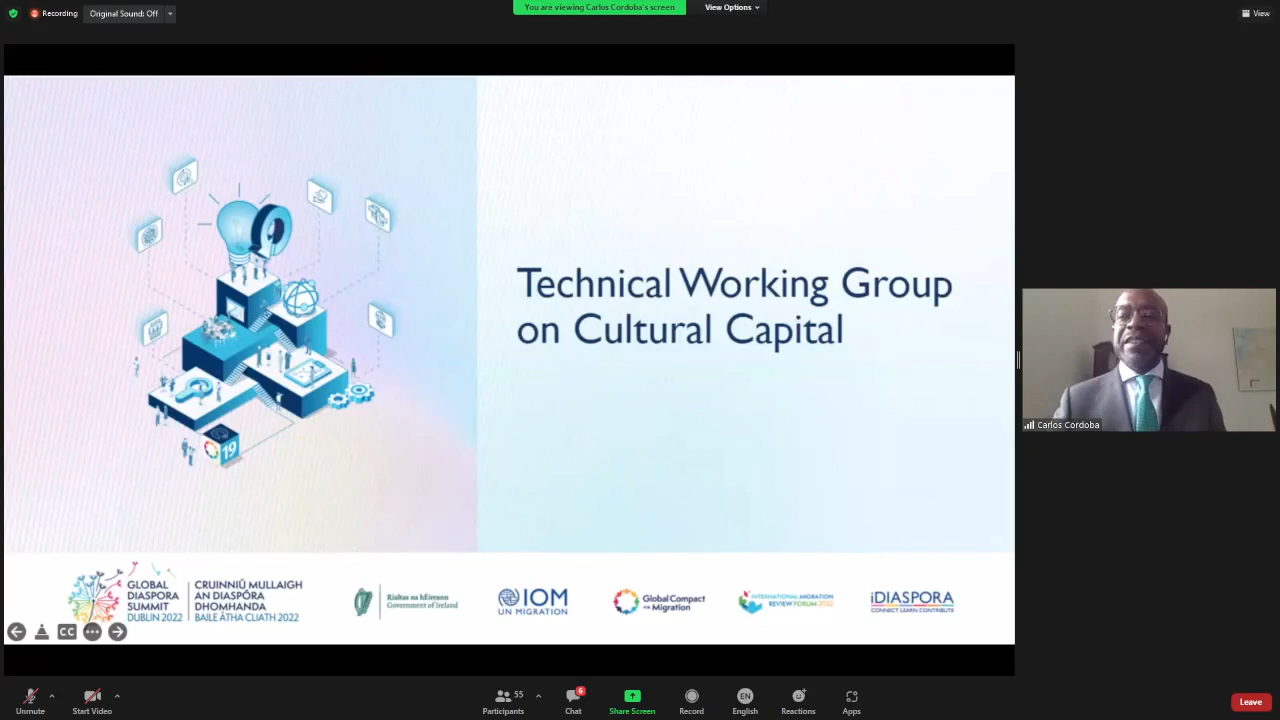 Recording
Original Sound: Off
You are viewing Carlos Cordoba's screen
View Options
View
Technical Working Group
on Cultural Capital
19
Carlos Cordoba
GLOBAL
DIASPORA
SUMMIT
DUBLIN 2022
CRUINNIÚ MULLAIGH
AN DIASPÓRA
DHOMHANDA
BAILE ÁTHA CLIATH 2022
Rialtas na hÉireann
Government of Ireland
IOM
UN MIGRATION
Global Compact
for Migration
INTERNATIONAL MIGRATION
REVIEW FORUM 2022
iDIASPORA
CONNECT LEARN CONTRIBUTE
CC
Unmute
Start Video
55
Participants
6
Chat
Share Screen
Record
EN
English
Reactions
Apps
Leave